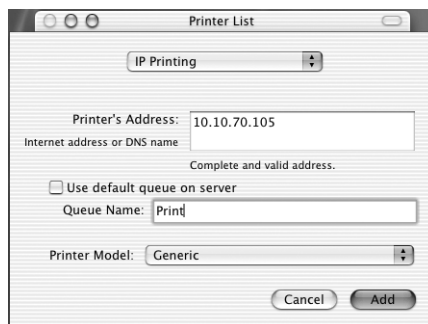 Printer List
IP Printing
Printer's Address: 10.10.70.105
Internet address or DNS name
Complete and valid address.
Use default queue on server
Queue Name: Print
Printer Model: Generic
Cancel Add